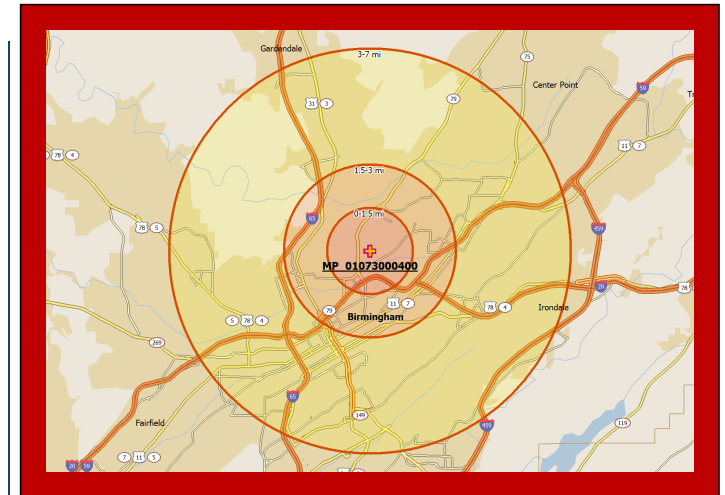 Gardendale
3-7 mi
75
Center Point
59
Tr
79
31 3
11 7
78 4
1.5-3 mi
78 5
0-1.5 mi
65
459
MP_01073000400
20
78
79
11 7
78 4
Irondale
5 78 4
Birmingham
269
65
149
119
Fairfield
459
7 11 5
20 59